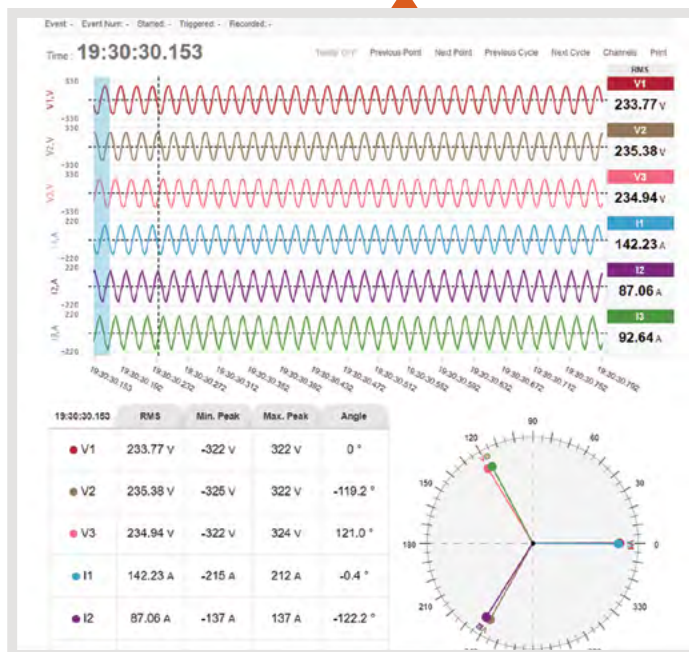 Event: - Event Num: - Started: - Triggered: - Recorded: -
Time : 19:30:30.153
Previous Point Next Point Previous Cycle Next Cycle Channels Print
RMS
330
V1,V
-330
V1
233.77 V
330
V2,V
-330
V2
235.38 V
330
V3,V
-330
V3
234.94 V
220
I1,A
-220
I1
142.23 A
220
I2,A
-220
I2
87.06 A
220
I3,A
-220
I3
92.64 A
19:30:30.153 19:30:30.192 19:30:30.232 19:30:30.272 19:30:30.312 19:30:30.352 19:30:30.392 19:30:30.432 19:30:30.472 19:30:30.512 19:30:30.552 19:30:30.592 19:30:30.632 19:30:30.672 19:30:30.712 19:30:30.752 19:30:30.792
19:30:30.153 RMS Min. Peak Max. Peak Angle
V1 233.77 V -322 V 322 V 0 °
V2 235.38 V -325 V 322 V -119.2 °
V3 234.94 V -322 V 324 V 121.0 °
I1 142.23 A -215 A 212 A -0.4 °
I2 87.06 A -137 A 137 A -122.2 °
90
120 60
150 30
180 0
210 330